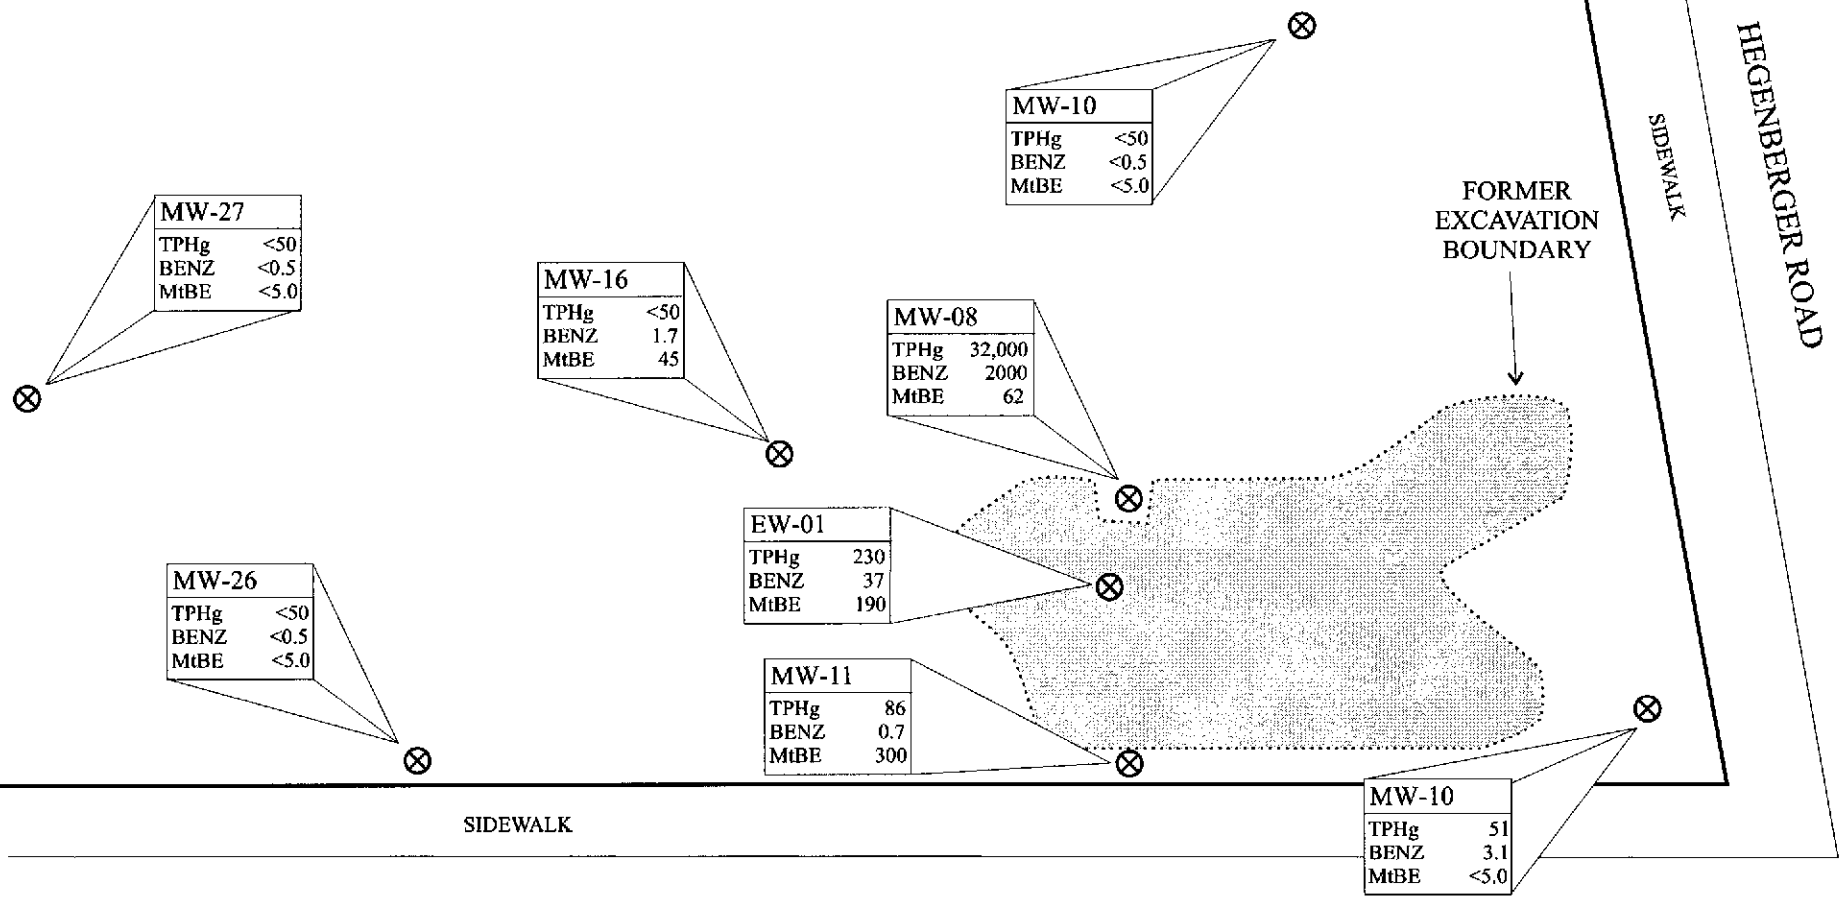 MW-10
TPHg <50
BENZ <0.5
MtBE <5.0
HEGENBERGER ROAD
SIDEWALK
FORMER
EXCAVATION
BOUNDARY
MW-27
TPHg <50
BENZ <0.5
MtBE <5.0
MW-16
TPHg <50
BENZ 1.7
MtBE 45
MW-08
TPHg 32,000
BENZ 2000
MtBE 62
EW-01
TPHg 230
BENZ 37
MtBE 190
MW-26
TPHg <50
BENZ <0.5
MtBE <5.0
MW-11
TPHg 86
BENZ 0.7
MtBE 300
MW-10
TPHg 51
BENZ 3.1
MtBE <5.0
SIDEWALK